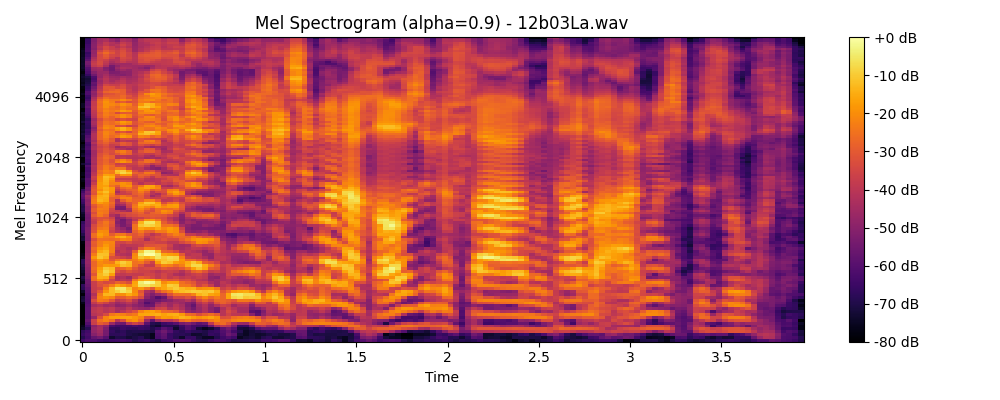 Mel Spectrogram (alpha=0.9) - 12b03La.wav
Mel Frequency
4096
2048
1024
512
0
0
0.5
1
1.5
2
2.5
3
3.5
Time
+0 dB
-10 dB
-20 dB
-30 dB
-40 dB
-50 dB
-60 dB
-70 dB
-80 dB